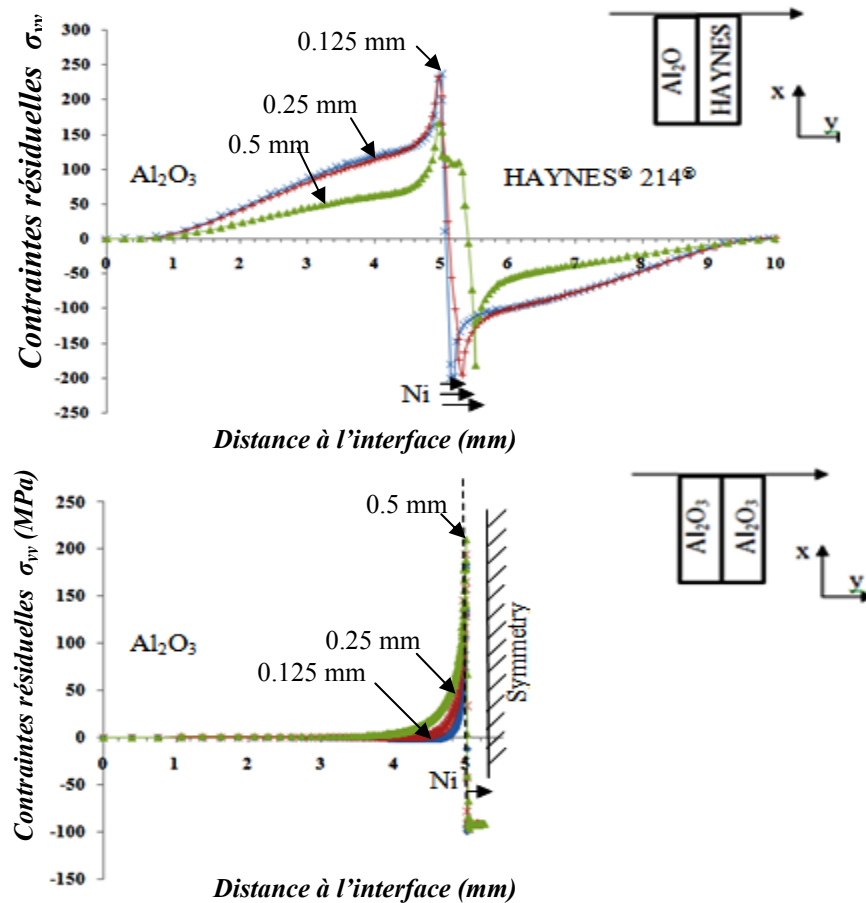 Contraintes résiduelles σvv
300
250
200
150
100
50
0
-50
-100
-150
-200
-250
0 1 2 3 4 5 6 7 8 9 10
0.125 mm
0.25 mm
0.5 mm
Al2O3
HAYNES® 214®
Ni
Al2O
HAYNES
x
y
Distance à l’interface (mm)
Contraintes résiduelles σyy (MPa)
250
200
150
100
50
0
-50
-100
-150
0 1 2 3 4 5
0.5 mm
0.25 mm
0.125 mm
Al2O3
Ni
Symmetry
Al2O3
Al2O3
x
y
Distance à l’interface (mm)